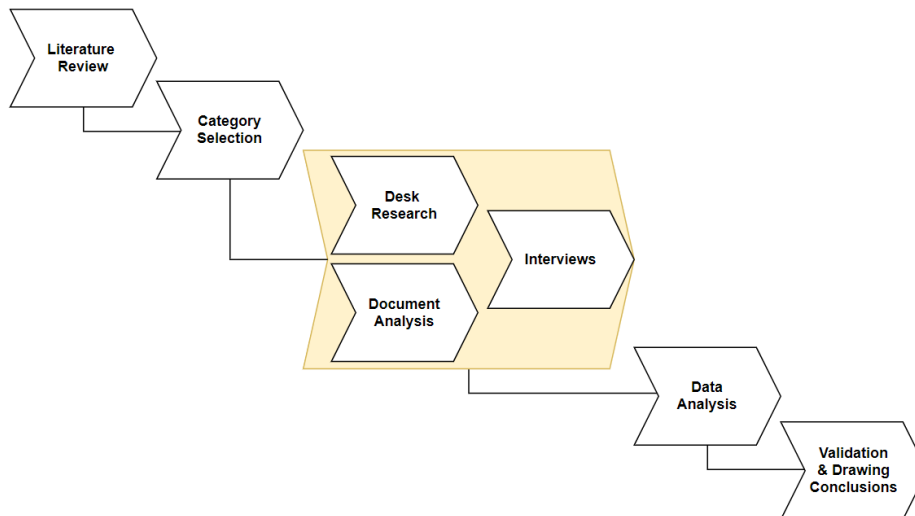 Literature
Review
Category
Selection
Desk
Research
Interviews
Document
Analysis
Data
Analysis
Validation
& Drawing
Conclusions